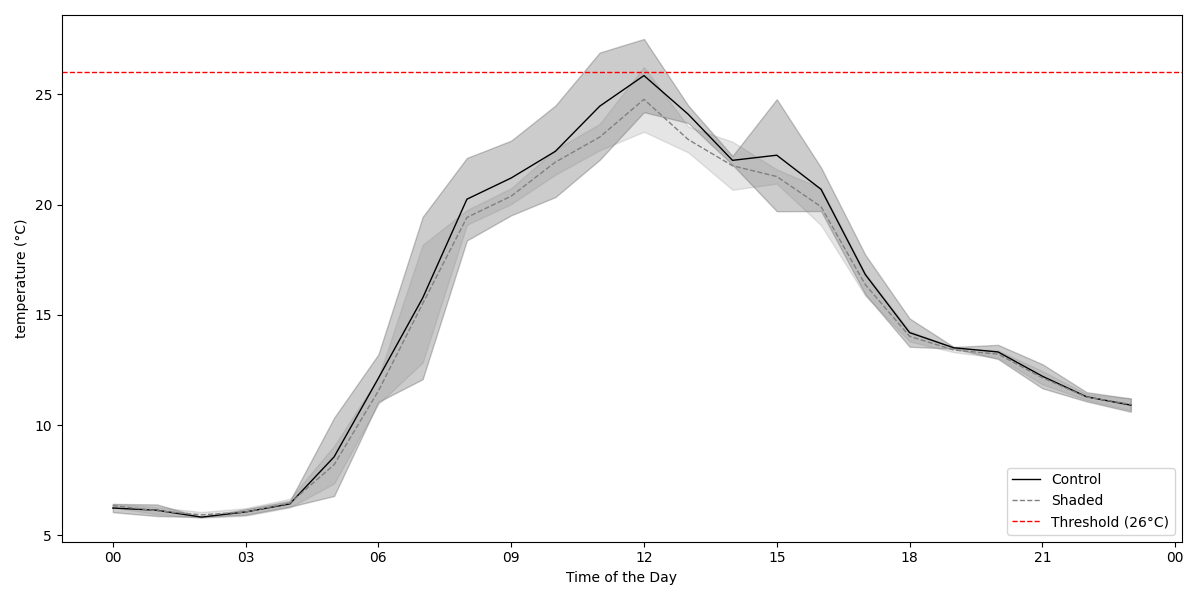 temperature (°C)
25
20
15
10
5
00
03
06
09
12
15
18
21
00
Time of the Day
Control
Shaded
Threshold (26°C)